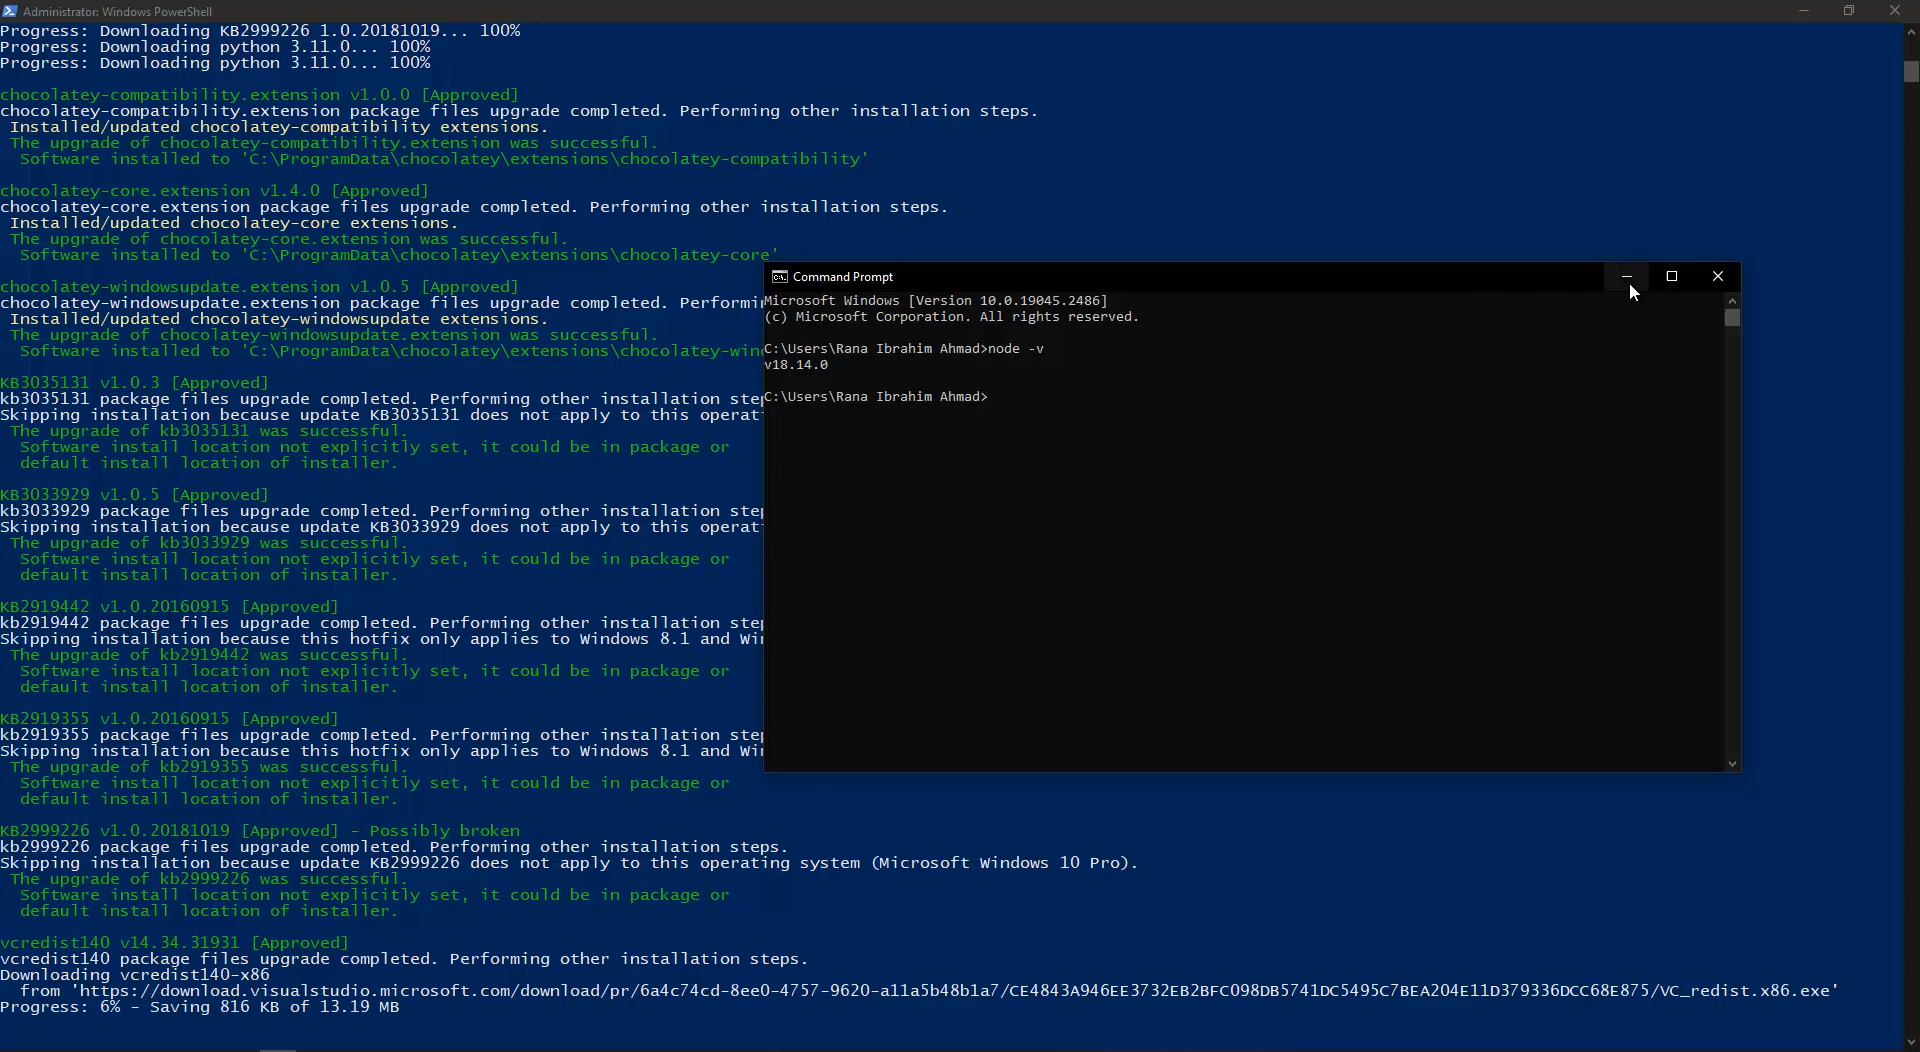 Administrator: Windows PowerShell
Progress: Downloading KB2999226 1.0.20181019... 100%
Progress: Downloading python 3.11.0... 100%
Progress: Downloading python 3.11.0... 100%
chocolatey-compatibility.extension v1.0.0 [Approved]
chocolatey-compatibility.extension package files upgrade completed. Performing other installation steps.
Installed/updated chocolatey-compatibility extensions.
The upgrade of chocolatey-compatibility.extension was successful.
Software installed to 'C:\ProgramData\chocolatey\extensions\chocolatey-compatibility'
chocolatey-core.extension v1.4.0 [Approved]
chocolatey-core.extension package files upgrade completed. Performing other installation steps.
Installed/updated chocolatey-core extensions.
The upgrade of chocolatey-core.extension was successful.
Software installed to 'C:\ProgramData\chocolatey\extensions\chocolatey-core'
chocolatey-windowsupdate.extension v1.0.5 [Approved]
chocolatey-windowsupdate.extension package files upgrade completed. Performin
Installed/updated chocolatey-windowsupdate extensions.
The upgrade of chocolatey-windowsupdate.extension was successful.
Software installed to 'C:\ProgramData\chocolatey\extensions\chocolatey-wind
KB3035131 v1.0.3 [Approved]
kb3035131 package files upgrade completed. Performing other installation step
Skipping installation because update KB3035131 does not apply to this operati
The upgrade of kb3035131 was successful.
Software install location not explicitly set, it could be in package or
default install location of installer.
KB3033929 v1.0.5 [Approved]
kb3033929 package files upgrade completed. Performing other installation step
Skipping installation because update KB3033929 does not apply to this operati
The upgrade of kb3033929 was successful.
Software install location not explicitly set, it could be in package or
default install location of installer.
KB2919442 v1.0.20160915 [Approved]
kb2919442 package files upgrade completed. Performing other installation step
Skipping installation because this hotfix only applies to Windows 8.1 and Win
The upgrade of kb2919442 was successful.
Software install location not explicitly set, it could be in package or
default install location of installer.
KB2919355 v1.0.20160915 [Approved]
kb2919355 package files upgrade completed. Performing other installation step
Skipping installation because this hotfix only applies to Windows 8.1 and Win
The upgrade of kb2919355 was successful.
Software install location not explicitly set, it could be in package or
default install location of installer.
KB2999226 v1.0.20181019 [Approved] - Possibly broken
kb2999226 package files upgrade completed. Performing other installation steps.
Skipping installation because update KB2999226 does not apply to this operating system (Microsoft Windows 10 Pro).
The upgrade of kb2999226 was successful.
Software install location not explicitly set, it could be in package or
default install location of installer.
vcredist140 v14.34.31931 [Approved]
vcredist140 package files upgrade completed. Performing other installation steps.
Downloading vcredist140-x86
from 'https://download.visualstudio.microsoft.com/download/pr/6a4c74cd-8ee0-4757-9620-a11a5b48b1a7/CE4843A946EE3732EB2BFC098DB5741DC5495C7BEA204E11D379336DCC68E875/VC_redist.x86.exe'
Progress: 6% - Saving 816 KB of 13.19 MB
Command Prompt
Microsoft Windows [Version 10.0.19045.2486]
(c) Microsoft Corporation. All rights reserved.
C:\Users\Rana Ibrahim Ahmad>node -v
v18.14.0
C:\Users\Rana Ibrahim Ahmad>